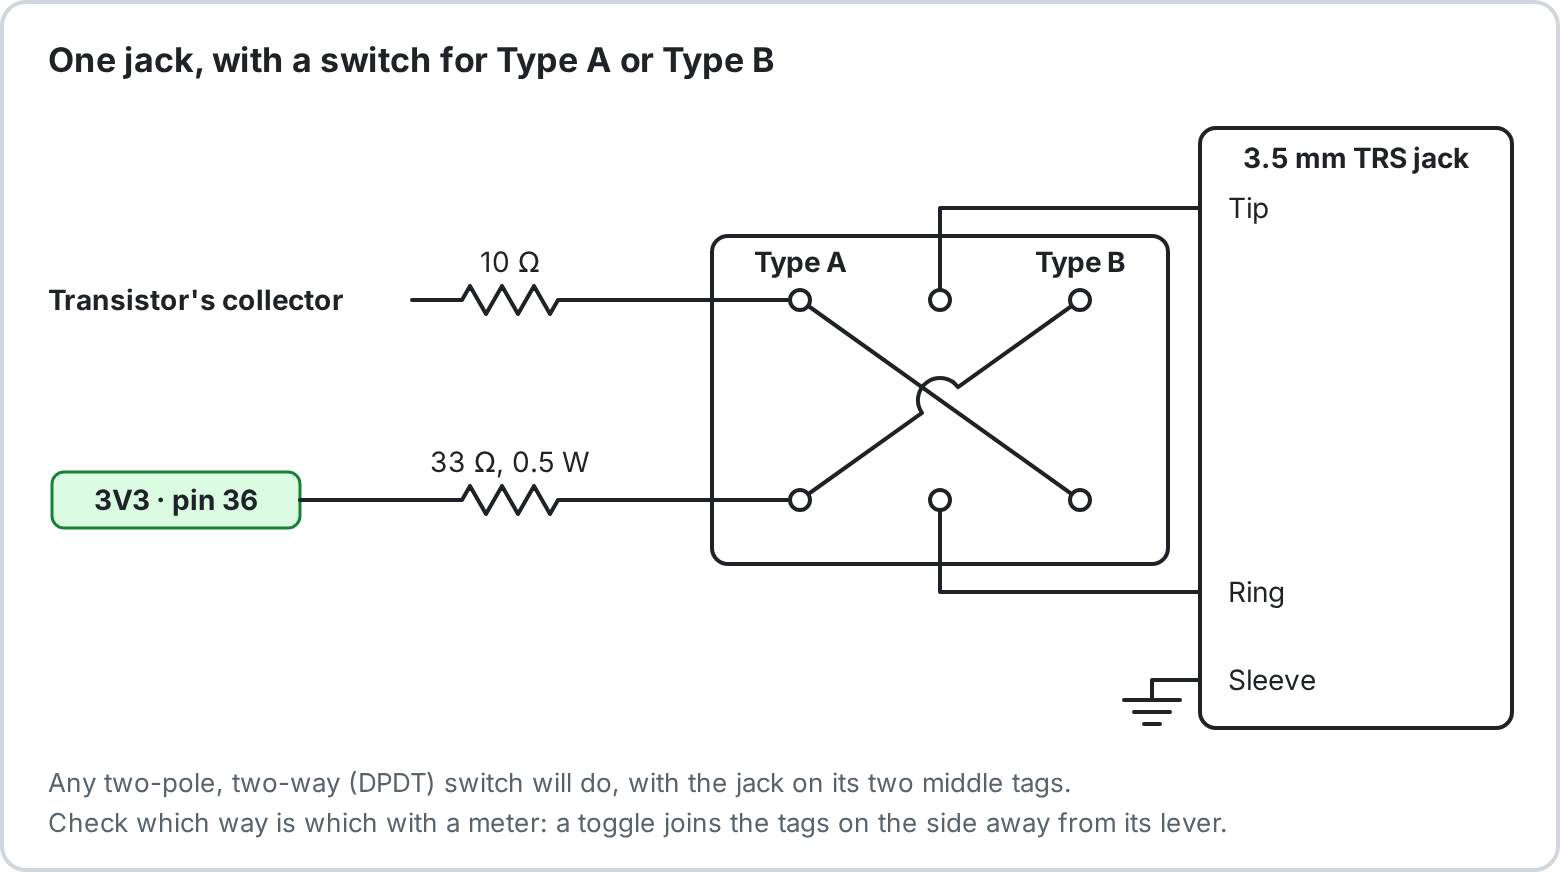 One jack, with a switch for Type A or Type B
3.5 mm TRS jack
Tip
10 Ω
Type A
Type B
Transistor's collector
33 Ω, 0.5 W
3V3 · pin 36
Ring
Sleeve
Any two-pole, two-way (DPDT) switch will do, with the jack on its two middle tags.
Check which way is which with a meter: a toggle joins the tags on the side away from its lever.